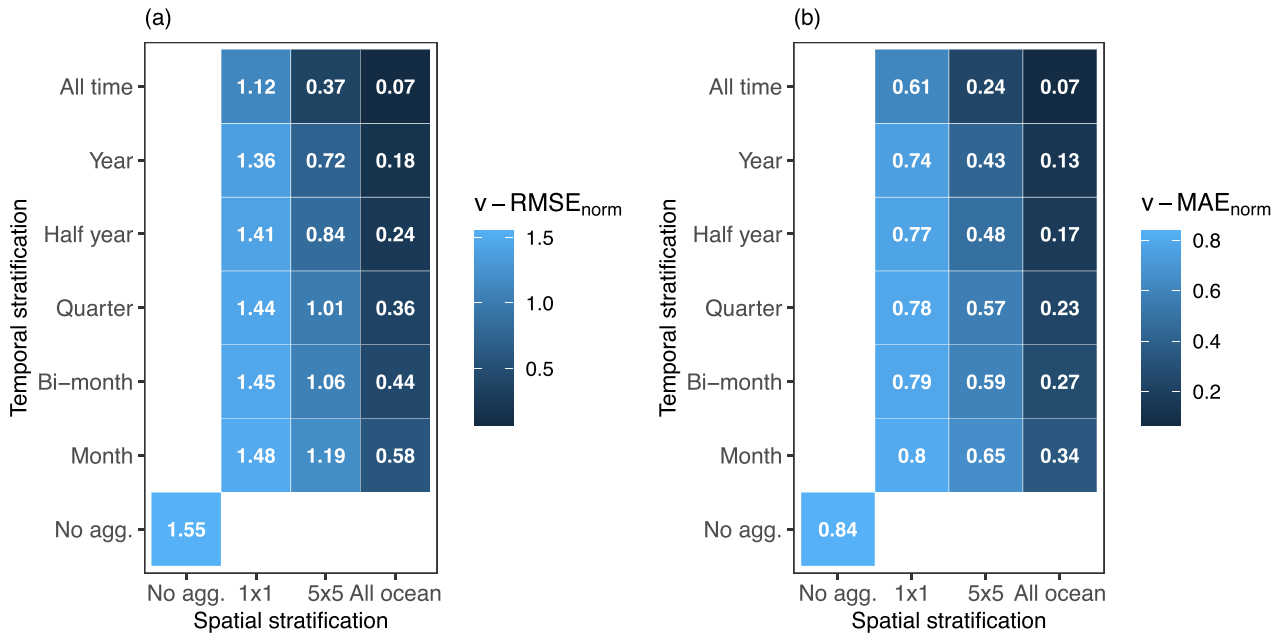 (a)
Temporal stratification
All time 1.12 0.37 0.07
Year 1.36 0.72 0.18
Half year 1.41 0.84 0.24
Quarter 1.44 1.01 0.36
Bi−month 1.45 1.06 0.44
Month 1.48 1.19 0.58
No agg. 1.55
No agg. 1x1 5x5 All ocean
Spatial stratification
v − RMSEnorm
1.5
1.0
0.5
(b)
Temporal stratification
All time 0.61 0.24 0.07
Year 0.74 0.43 0.13
Half year 0.77 0.48 0.17
Quarter 0.78 0.57 0.23
Bi−month 0.79 0.59 0.27
Month 0.8 0.65 0.34
No agg. 0.84
No agg. 1x1 5x5 All ocean
Spatial stratification
v − MAEnorm
0.8
0.6
0.4
0.2